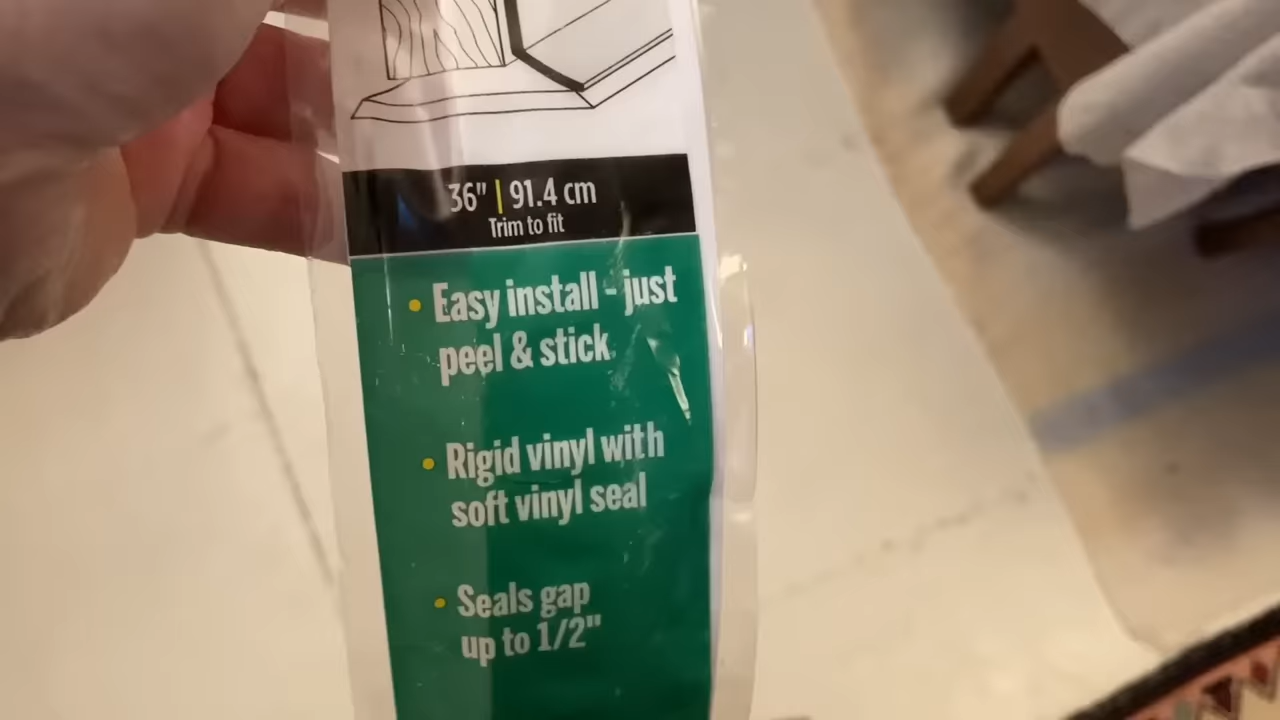 36" | 91.4 cm
Trim to fit
• Easy install - just
peel & stick
• Rigid vinyl with
soft vinyl seal
• Seals gap
up to 1/2"